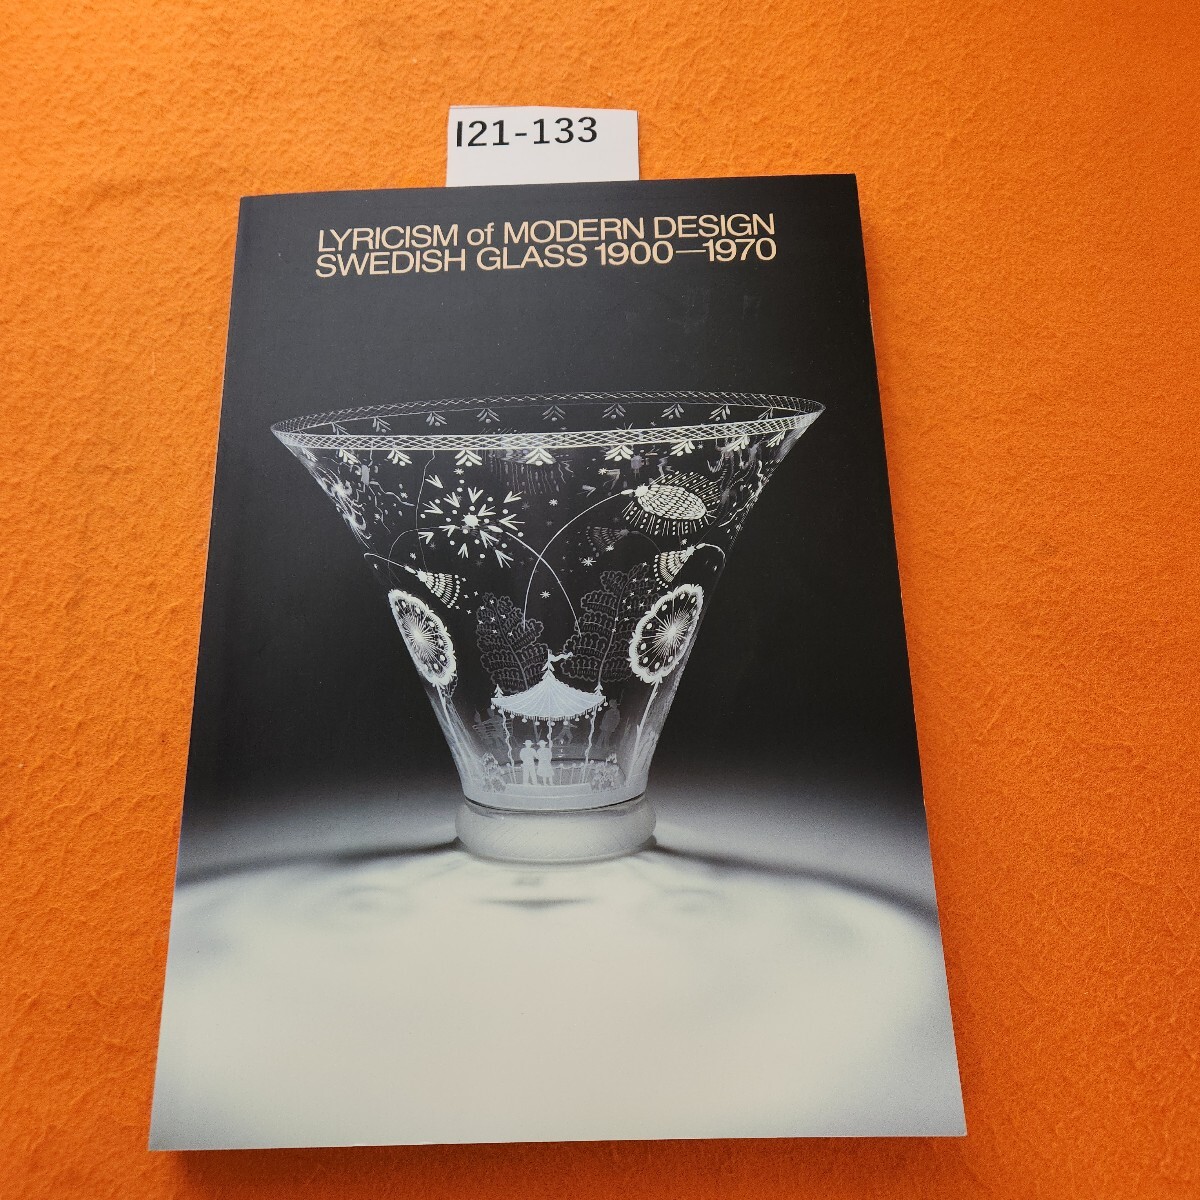 I21-133
LYRICISM of MODERN DESIGN
SWEDISH GLASS 1900—1970